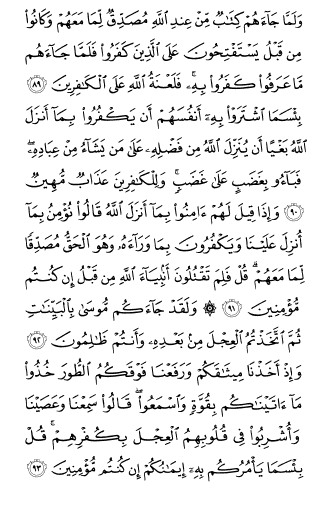 وَلَمَّا جَآءَهُمْ كِتَٰبٌ مِّنْ عِندِ ٱللَّهِ مُصَدِّقٌ لِّمَا مَعَهُمْ وَكَانُوا۟
مِن قَبْلُ يَسْتَفْتِحُونَ عَلَى ٱلَّذِينَ كَفَرُوا۟ فَلَمَّا جَآءَهُم
مَّا عَرَفُوا۟ كَفَرُوا۟ بِهِۦ ۚ فَلَعْنَةُ ٱللَّهِ عَلَى ٱلْكَٰفِرِينَ ٨٩
بِئْسَمَا ٱشْتَرَوْا۟ بِهِۦٓ أَنفُسَهُمْ أَن يَكْفُرُوا۟ بِمَآ أَنزَلَ
ٱللَّهُ بَغْيًا أَن يُنَزِّلَ ٱللَّهُ مِن فَضْلِهِۦ عَلَىٰ مَن يَشَآءُ مِنْ عِبَادِهِۦ ۖ
فَبَآءُو بِغَضَبٍ عَلَىٰ غَضَبٍ ۚ وَلِلْكَٰفِرِينَ عَذَابٌ مُّهِينٌ
٩٠ وَإِذَا قِيلَ لَهُمْ ءَامِنُوا۟ بِمَآ أَنزَلَ ٱللَّهُ قَالُوا۟ نُؤْمِنُ بِمَآ
أُنزِلَ عَلَيْنَا وَيَكْفُرُونَ بِمَا وَرَآءَهُۥ وَهُوَ ٱلْحَقُّ مُصَدِّقًا
لِّمَا مَعَهُمْ ۗ قُلْ فَلِمَ تَقْتُلُونَ أَنۢبِيَآءَ ٱللَّهِ مِن قَبْلُ إِن كُنتُم
مُّؤْمِنِينَ ٩١ ۞ وَلَقَدْ جَآءَكُم مُّوسَىٰ بِٱلْبَيِّنَٰتِ
ثُمَّ ٱتَّخَذْتُمُ ٱلْعِجْلَ مِنۢ بَعْدِهِۦ وَأَنتُمْ ظَٰلِمُونَ ٩٢
وَإِذْ أَخَذْنَا مِيثَٰقَكُمْ وَرَفَعْنَا فَوْقَكُمُ ٱلطُّورَ خُذُوا۟
مَآ ءَاتَيْنَٰكُم بِقُوَّةٍ وَٱسْمَعُوا۟ ۖ قَالُوا۟ سَمِعْنَا وَعَصَيْنَا
وَأُشْرِبُوا۟ فِى قُلُوبِهِمُ ٱلْعِجْلَ بِكُفْرِهِمْ ۚ قُلْ
بِئْسَمَا يَأْمُرُكُم بِهِۦٓ إِيمَٰنُكُمْ إِن كُنتُم مُّؤْمِنِينَ ٩٣